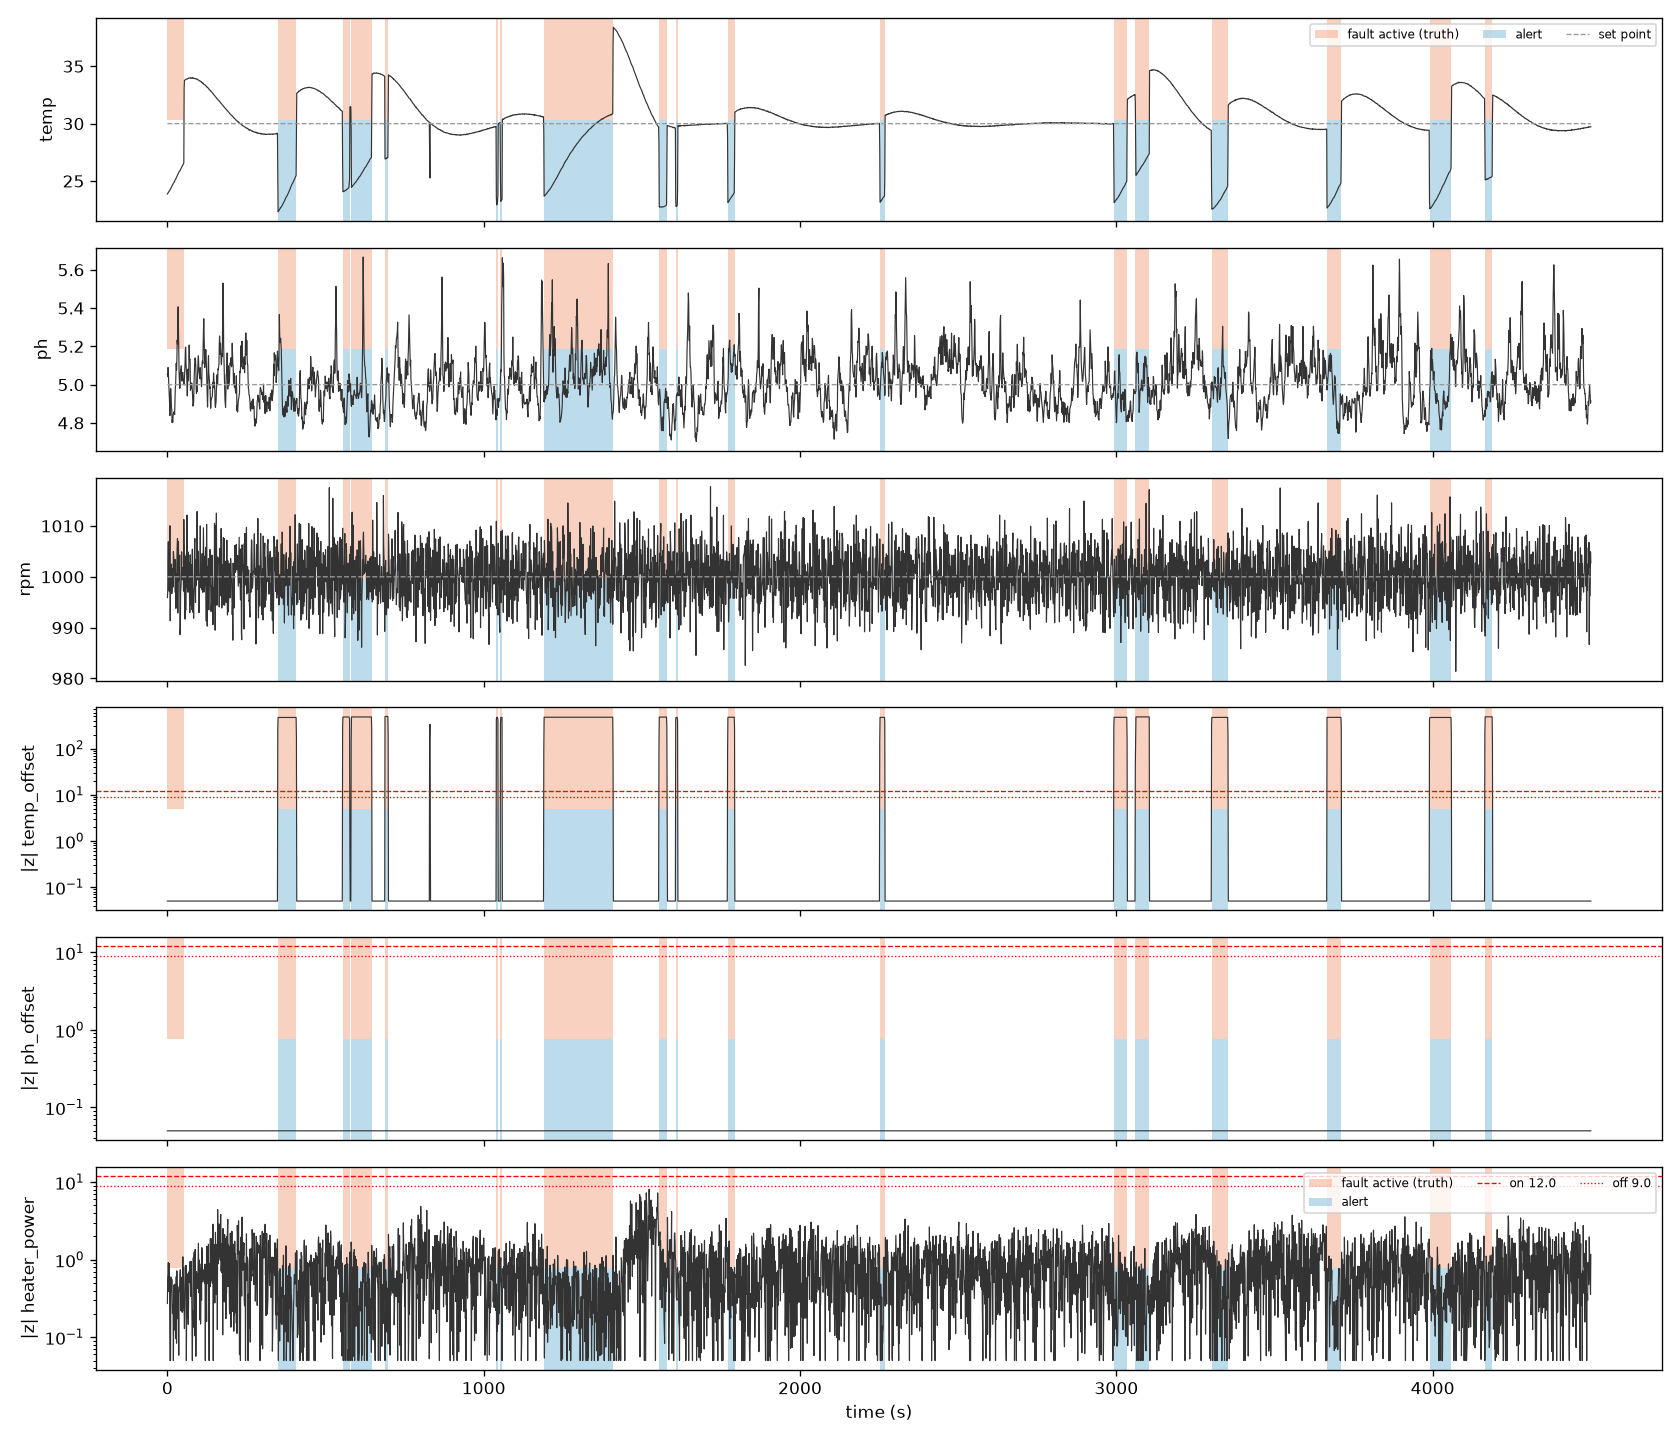 fault active (truth) alert set point
35
30
25
temp
5.6
5.4
5.2
5.0
4.8
ph
1010
1000
990
980
rpm
10²
10¹
10⁰
10⁻¹
|z| temp_offset
10¹
10⁰
10⁻¹
|z| ph_offset
fault active (truth) on 12.0 off 9.0
alert
10¹
10⁰
10⁻¹
|z| heater_power
0 1000 2000 3000 4000
time (s)